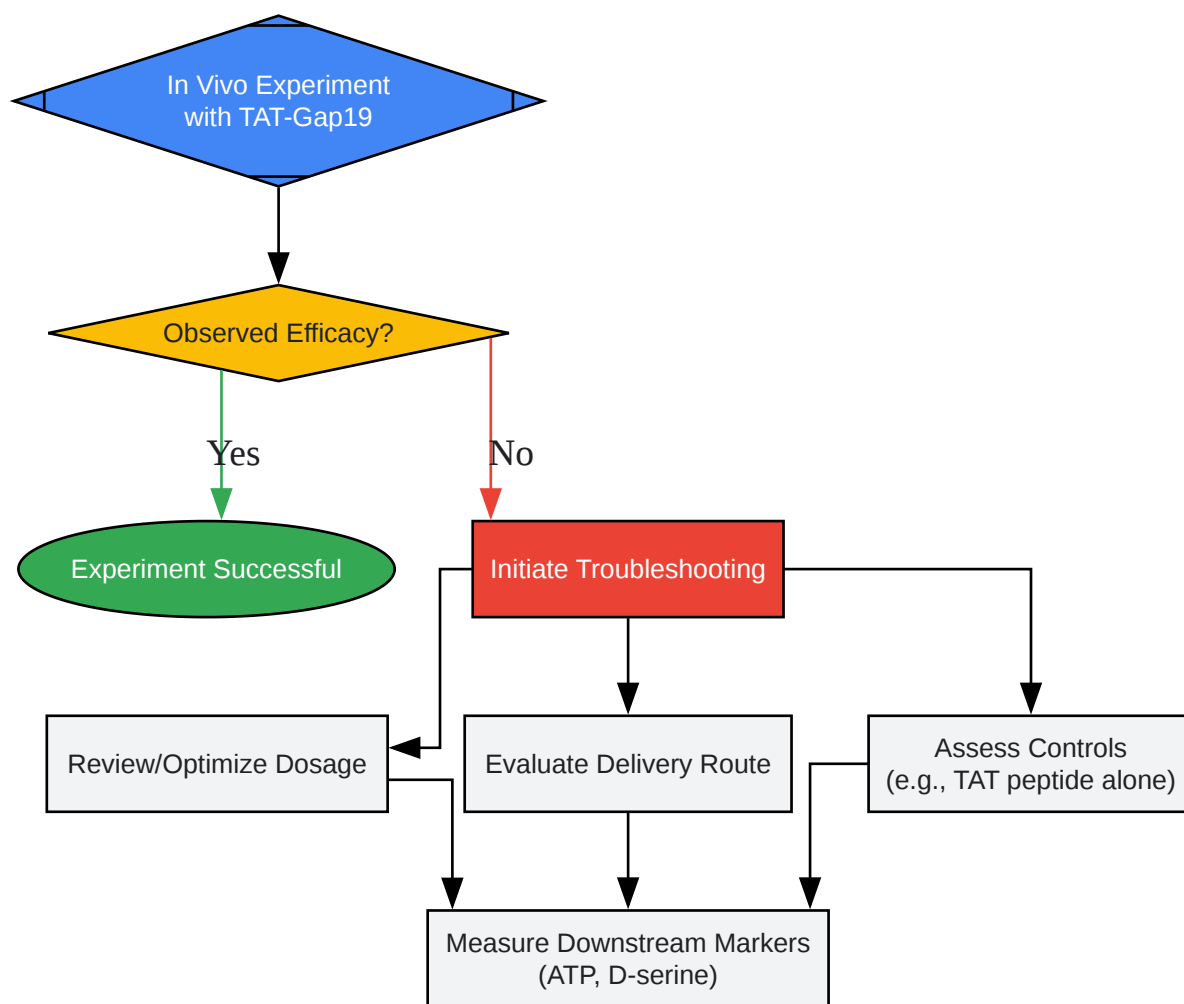 In Vivo Experiment
with TAT-Gap19
Observed Efficacy?
Yes
No
Experiment Successful
Initiate Troubleshooting
Review/Optimize Dosage
Evaluate Delivery Route
Assess Controls
(e.g., TAT peptide alone)
Measure Downstream Markers
(ATP, D-serine)